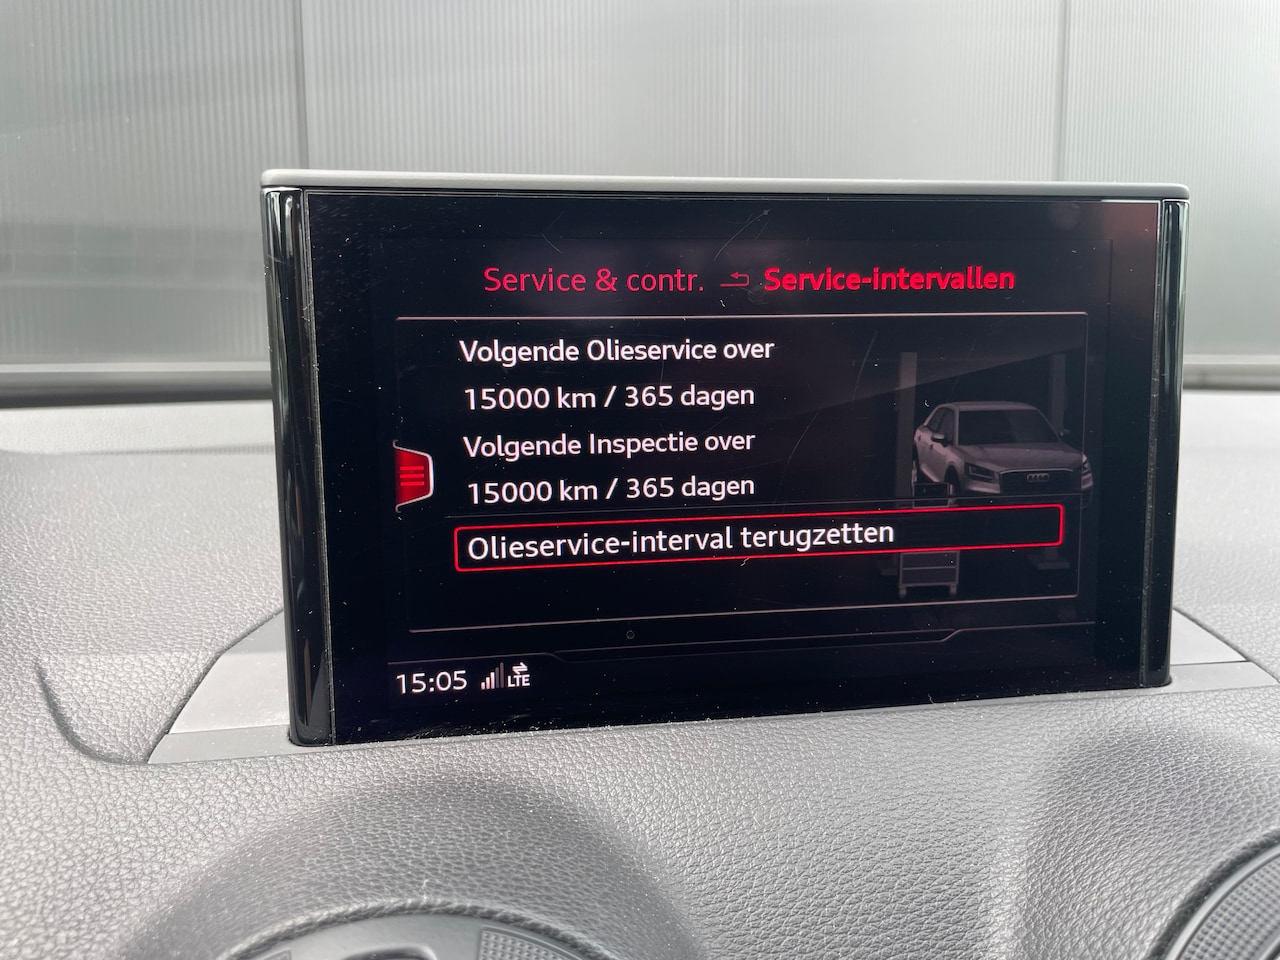 Service & contr. Service-intervallen
Volgende Olieservice over
15000 km / 365 dagen
Volgende Inspectie over
15000 km / 365 dagen
Olieservice-interval terugzetten
15:05 LTE